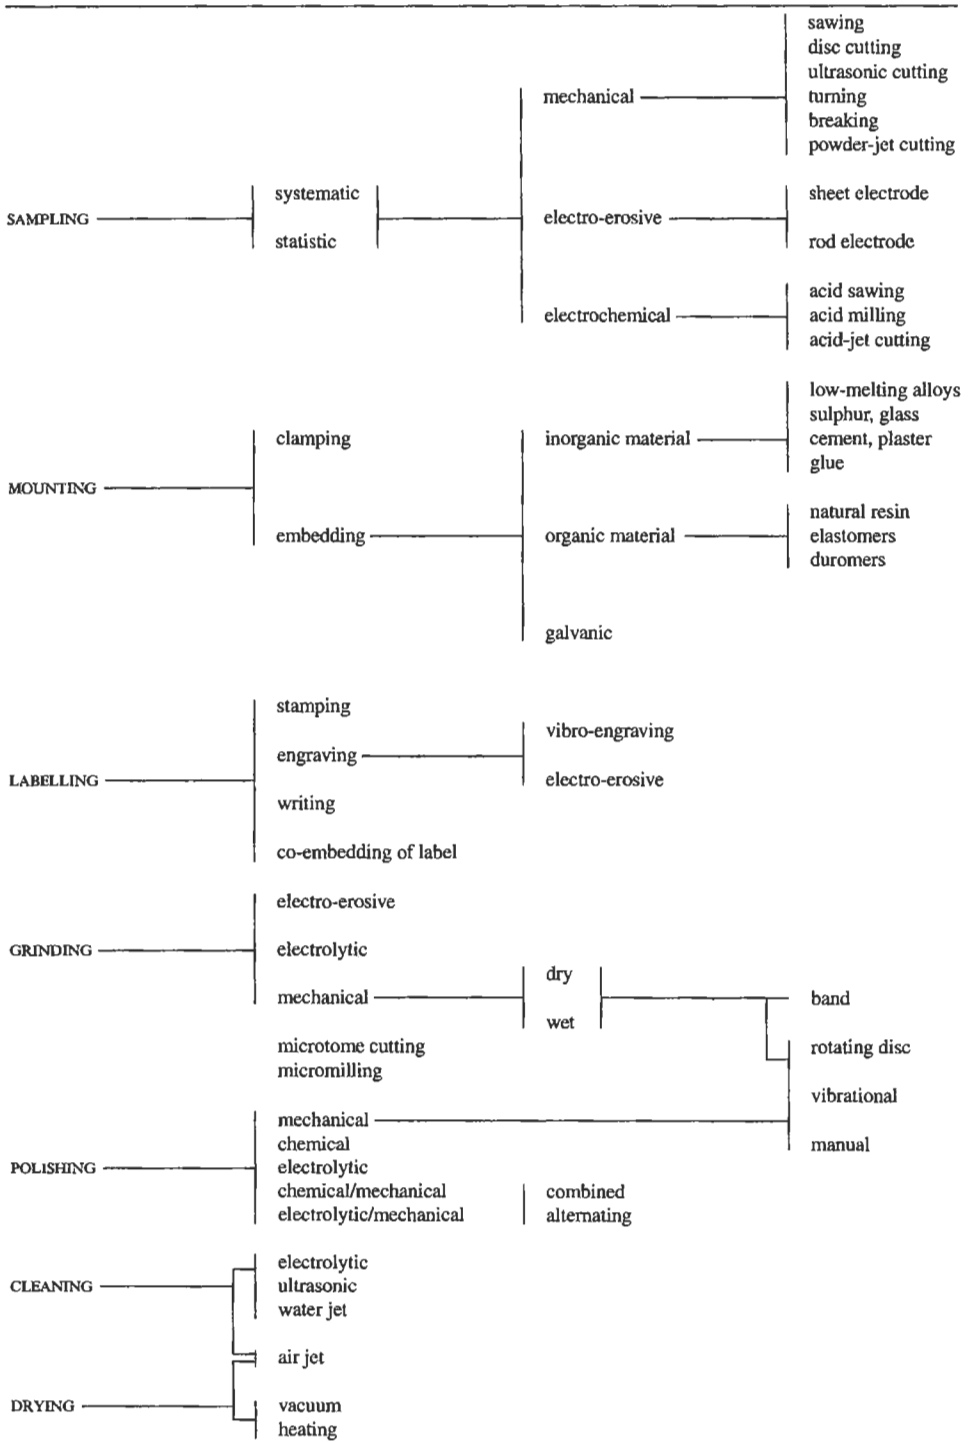 sawing
disc cutting
ultrasonic cutting
mechanical
turning
breaking
powder-jet cutting
systematic
sheet electrode
SAMPLING
electro-erosive
statistic
rod electrode
acid sawing
electrochemical
acid milling
acid-jet cutting
low-melting alloys
sulphur, glass
clamping
inorganic material
cement, plaster
glue
MOUNTING
natural resin
embedding
organic material
elastomers
duromers
galvanic
stamping
vibro-engraving
engraving
LABELLING
electro-erosive
writing
co-embedding of label
electro-erosive
GRINDING
electrolytic
dry
mechanical
band
wet
microtome cutting
rotating disc
micromilling
vibrational
mechanical
chemical
manual
POLISHING
electrolytic
chemical/mechanical
combined
electrolytic/mechanical
alternating
electrolytic
CLEANING
ultrasonic
water jet
air jet
DRYING
vacuum
heating